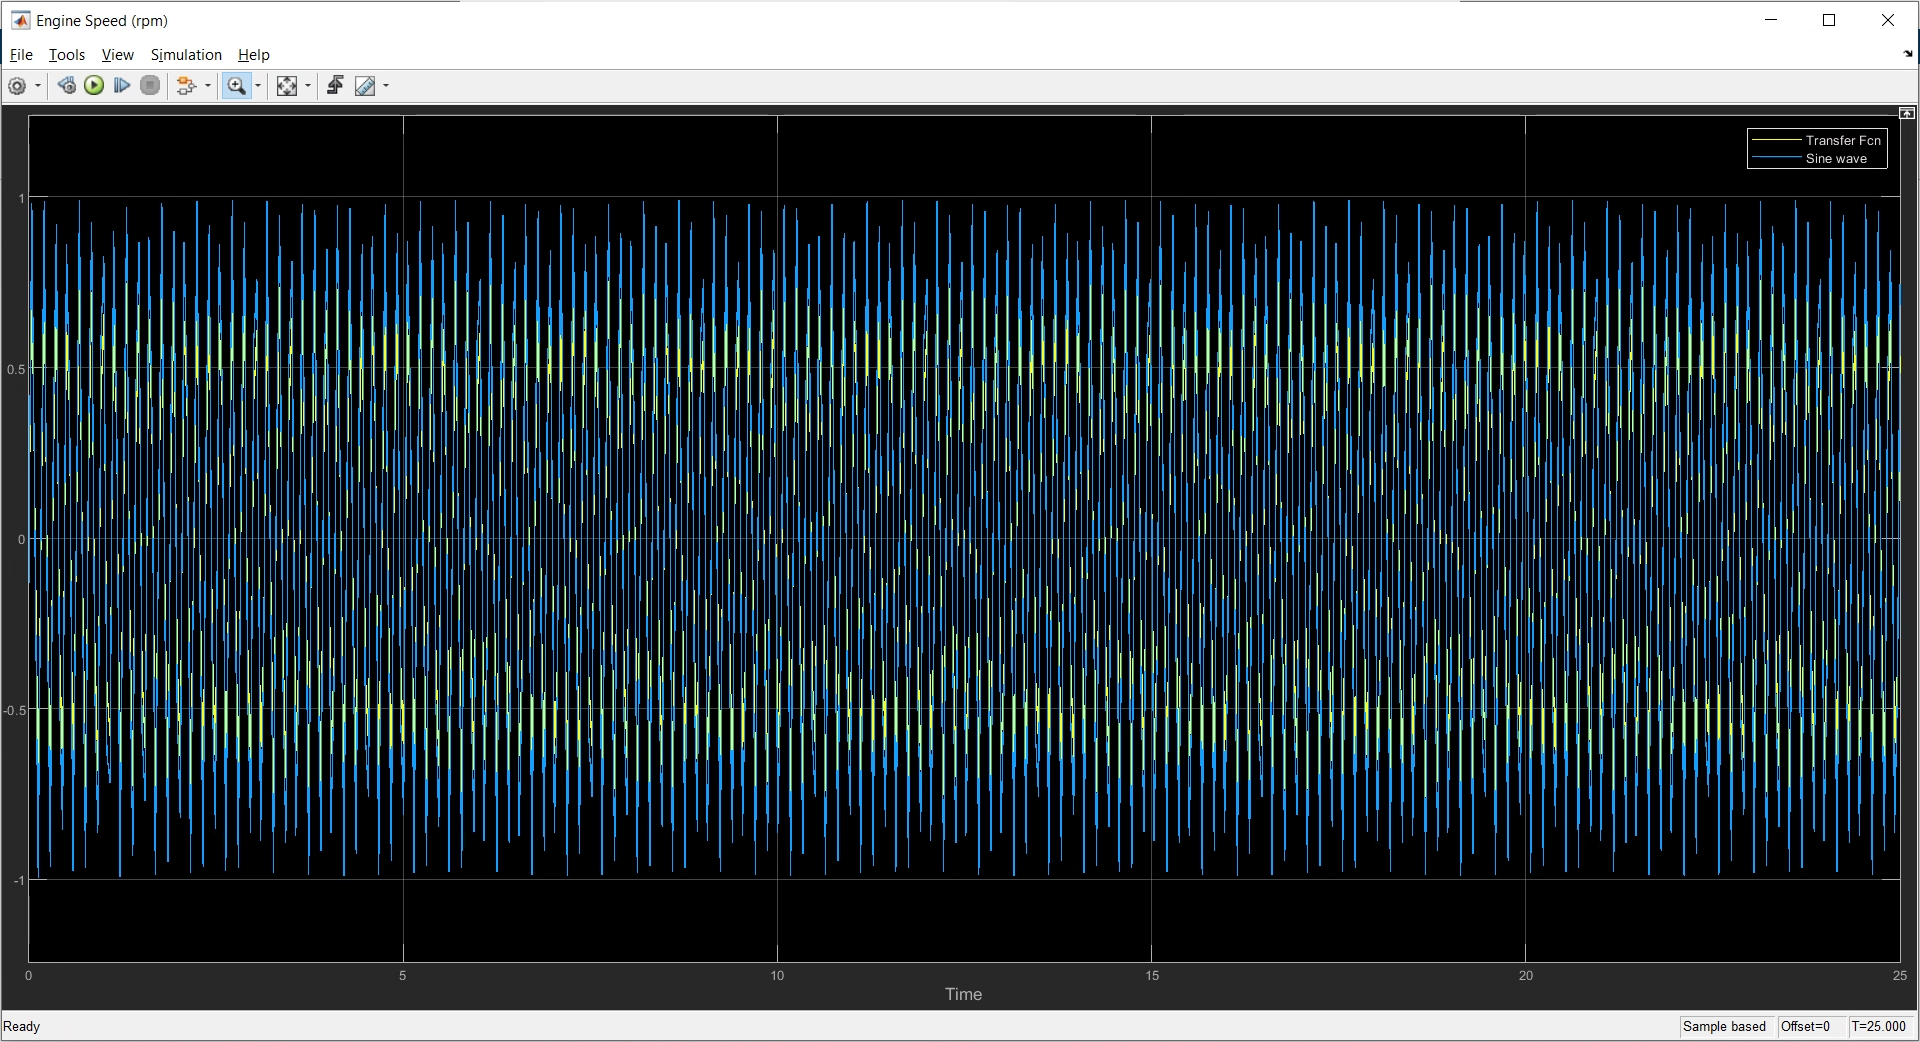 Engine Speed (rpm)
File Tools View Simulation Help
Transfer Fcn
Sine wave
1
0.5
0
-0.5
-1
0 5 10 15 20 25
Time
Ready Sample based Offset=0 T=25.000